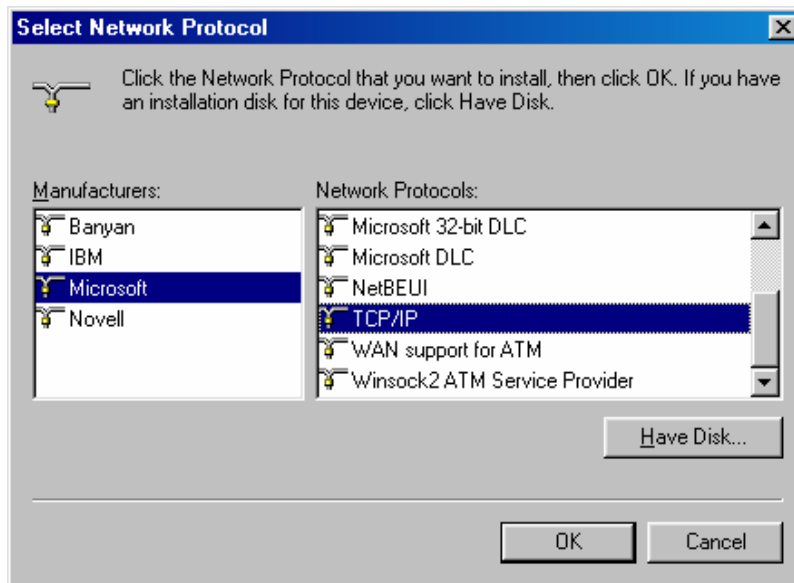 Select Network Protocol
Click the Network Protocol that you want to install, then click OK. If you have
an installation disk for this device, click Have Disk.
Manufacturers:
Banyan
IBM
Microsoft
Novell
Network Protocols:
Microsoft 32-bit DLC
Microsoft DLC
NetBEUI
TCP/IP
WAN support for ATM
Winsock2 ATM Service Provider
Have Disk...
OK
Cancel